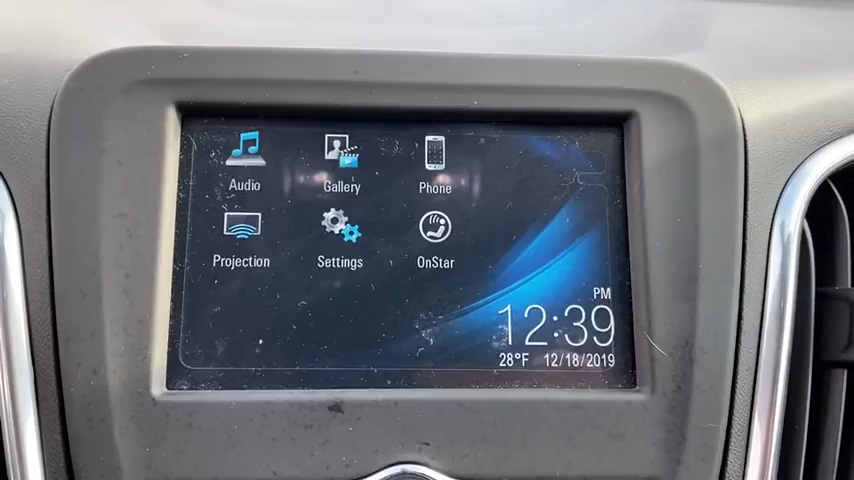 Audio Gallery Phone
Projection Settings OnStar
PM
12:39
28°F 12/18/2019